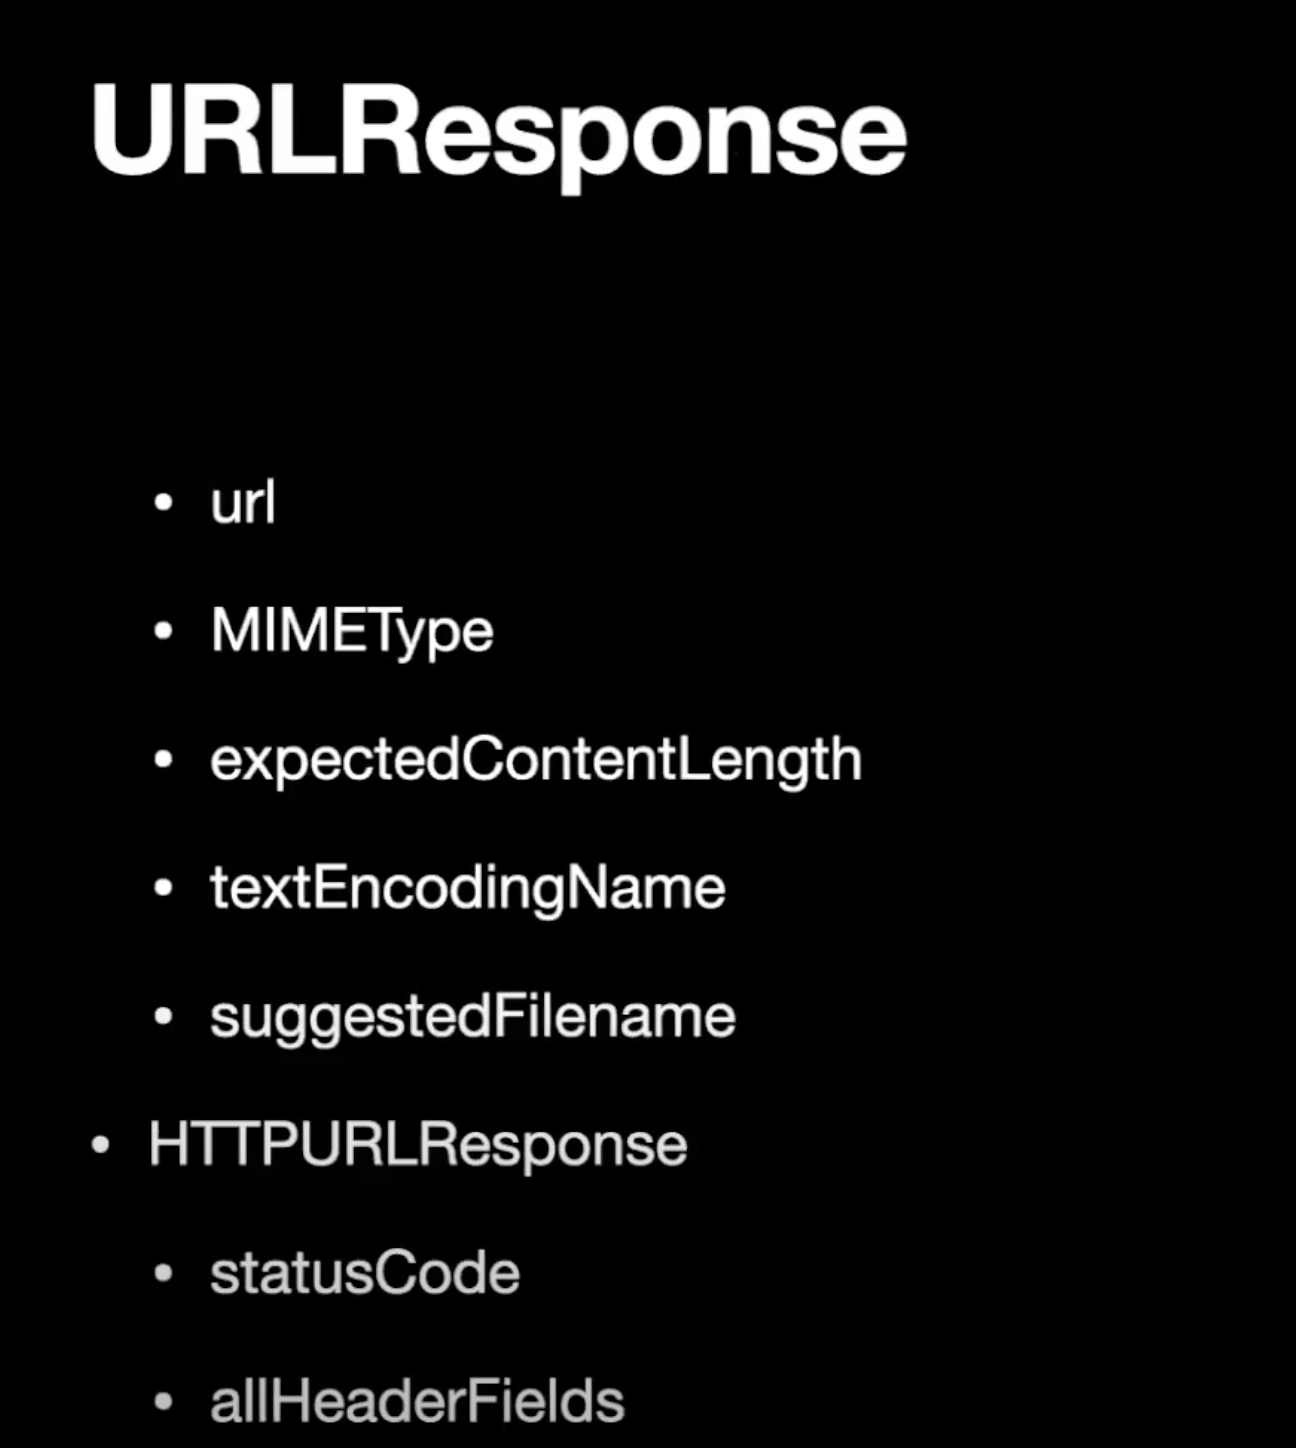 URLResponse
• url
• MIMEType
• expectedContentLength
• textEncodingName
• suggestedFilename
• HTTPURLResponse
• statusCode
• allHeaderFields